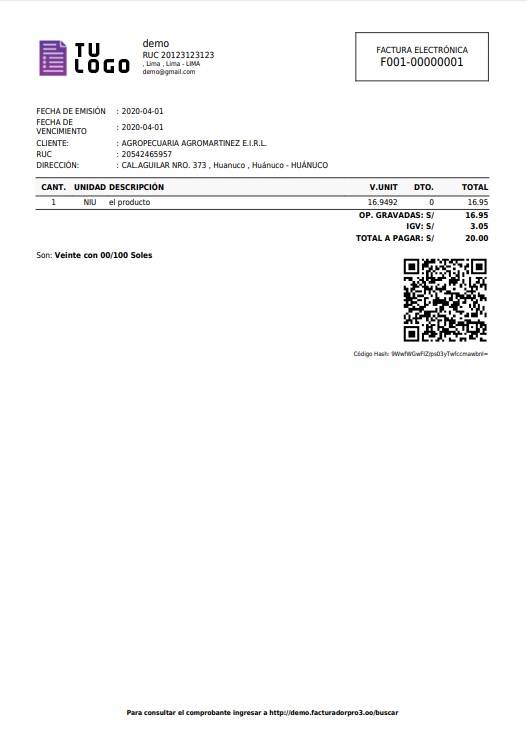 TU
LOGO
demo
RUC 20123123123
, Lima , Lima - LIMA
demo@gmail.com
FACTURA ELECTRÓNICA
F001-00000001
FECHA DE EMISIÓN : 2020-04-01
FECHA DE
VENCIMIENTO : 2020-04-01
CLIENTE: : AGROPECUARIA AGROMARTINEZ E.I.R.L.
RUC : 20542465957
DIRECCIÓN: : CAL.AGUILAR NRO. 373 , Huanuco , Huánuco - HUÁNUCO
CANT. UNIDAD DESCRIPCIÓN V.UNIT DTO. TOTAL
1 NIU el producto 16.9492 0 16.95
OP. GRAVADAS: S/ 16.95
IGV: S/ 3.05
TOTAL A PAGAR: S/ 20.00
Son: Veinte con 00/100 Soles
Código Hash:
Para consultar el comprobante ingresar a http://demo.facturadorpro3.oo/buscar